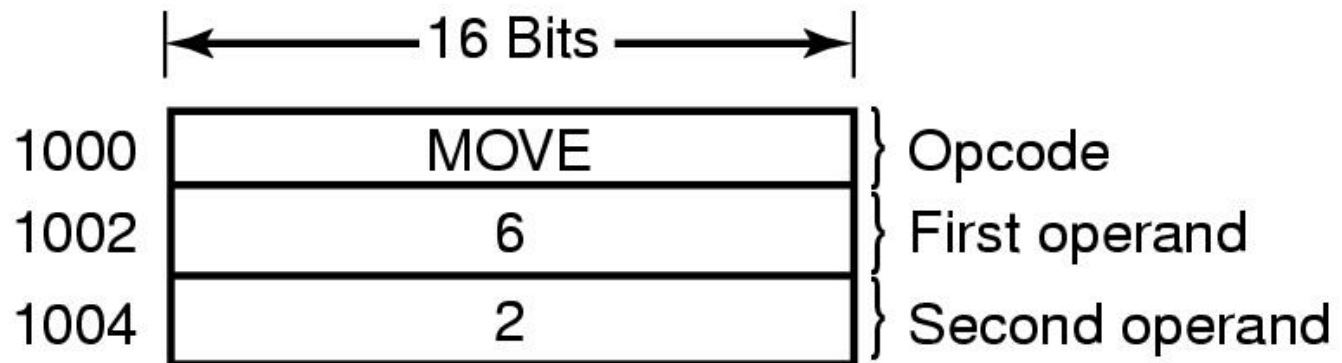 16 Bits
1000 MOVE } Opcode
1002 6 } First operand
1004 2 } Second operand